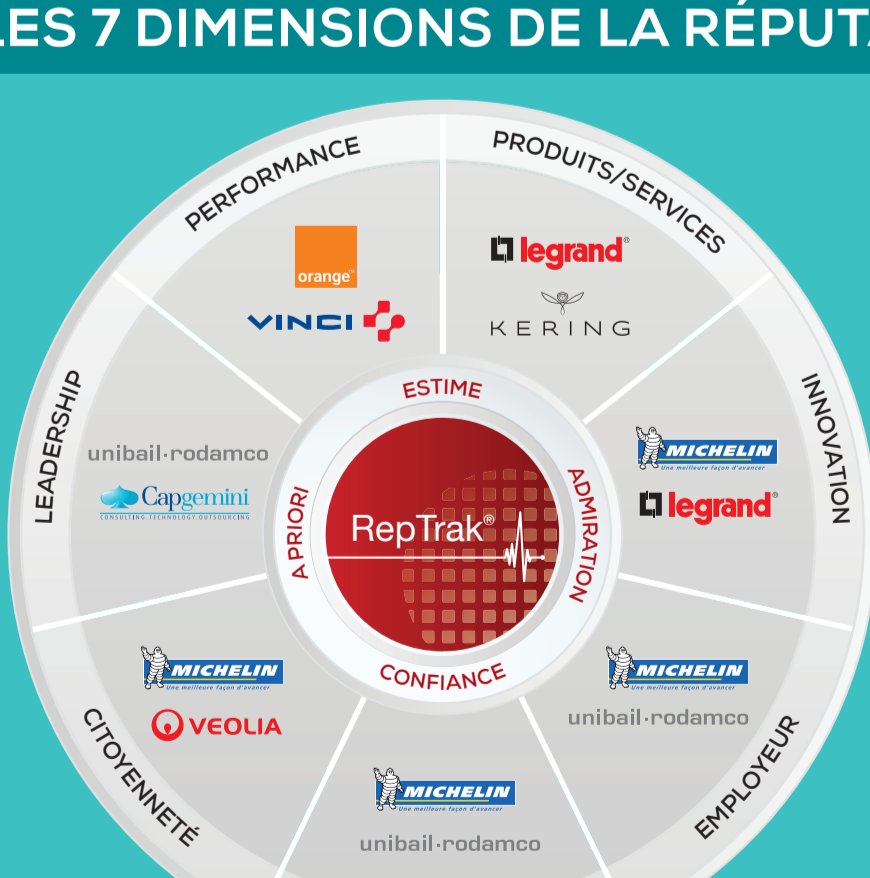 LES 7 DIMENSIONS DE LA RÉPUTA
PERFORMANCE
orange™
VINCI
PRODUITS/SERVICES
legrand®
KERING
INNOVATION
MICHELIN
Une meilleure façon d'avancer
legrand®
EMPLOYEUR
MICHELIN
Une meilleure façon d'avancer
unibail·rodamco
MICHELIN
Une meilleure façon d'avancer
unibail·rodamco
CITOYENNETÉ
MICHELIN
Une meilleure façon d'avancer
VEOLIA
LEADERSHIP
unibail·rodamco
Capgemini
CONSULTING.TECHNOLOGY.OUTSOURCING
ESTIME
ADMIRATION
CONFIANCE
A PRIORI
RepTrak®